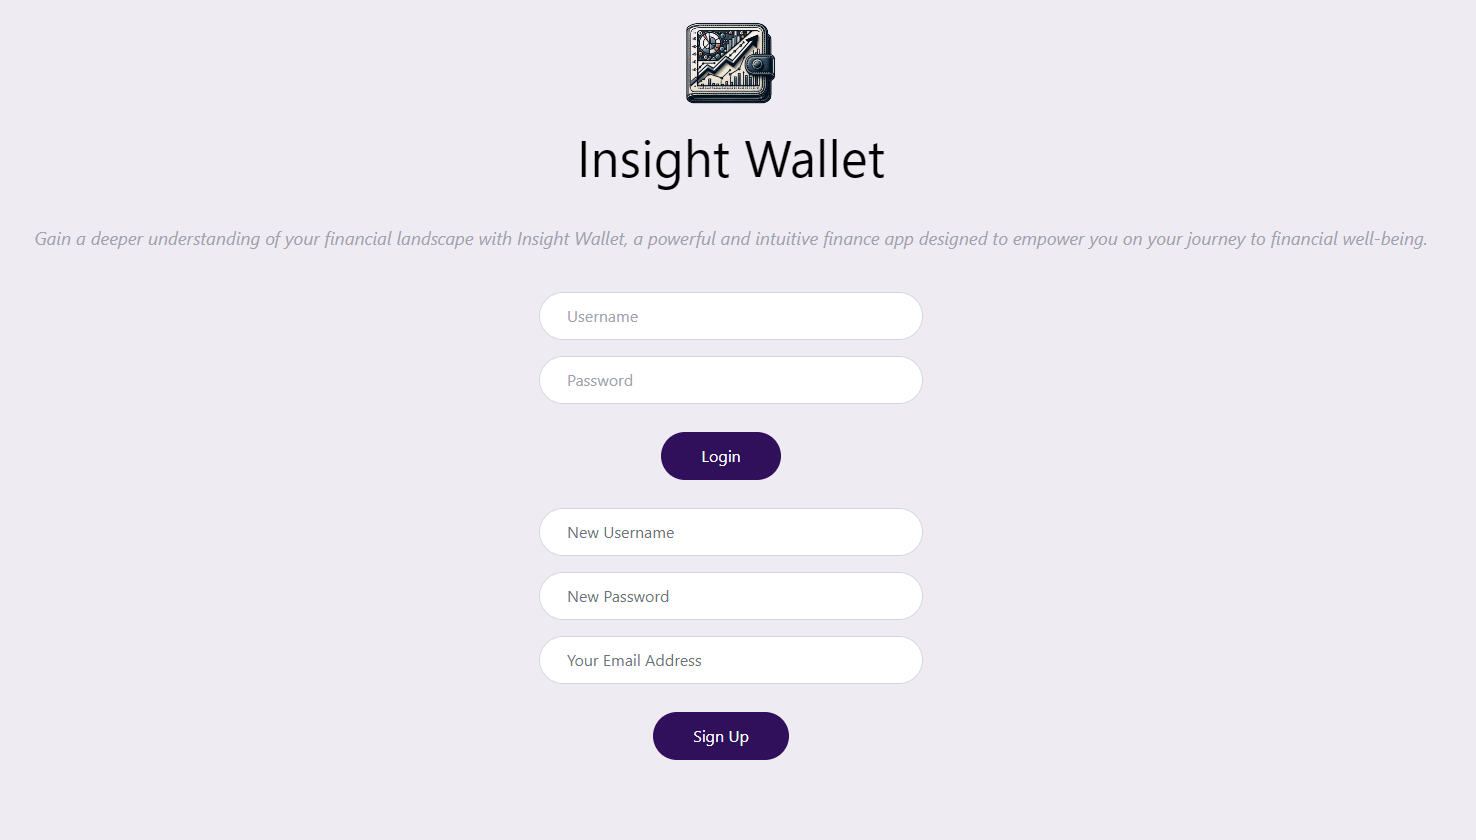 Insight Wallet
Gain a deeper understanding of your financial landscape with Insight Wallet, a powerful and intuitive finance app designed to empower you on your journey to financial well-being.
Username
Password
Login
New Username
New Password
Your Email Address
Sign Up